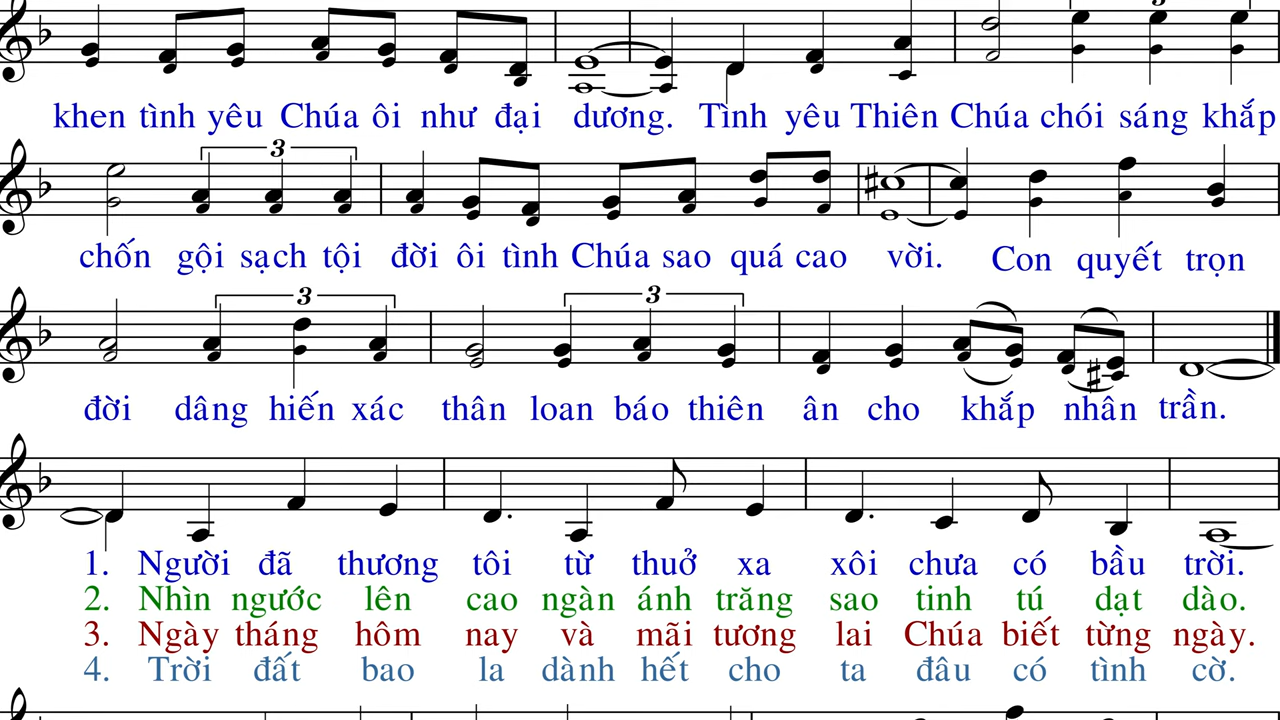 3
khen tình yêu Chúa ôi như đại dương. Tình yêu Thiên Chúa chói sáng khắp
3
chốn gội sạch tội đời ôi tình Chúa sao quá cao vời. Con quyết trọn
3 3
đời dâng hiến xác thân loan báo thiên ân cho khắp nhân trần.
1. Người đã thương tôi từ thuở xa xôi chưa có bầu trời.
2. Nhìn ngước lên cao ngàn ánh trăng sao tinh tú dạt dào.
3. Ngày tháng hôm nay và mãi tương lai Chúa biết từng ngày.
4. Trời đất bao la dành hết cho ta đâu có tình cờ.